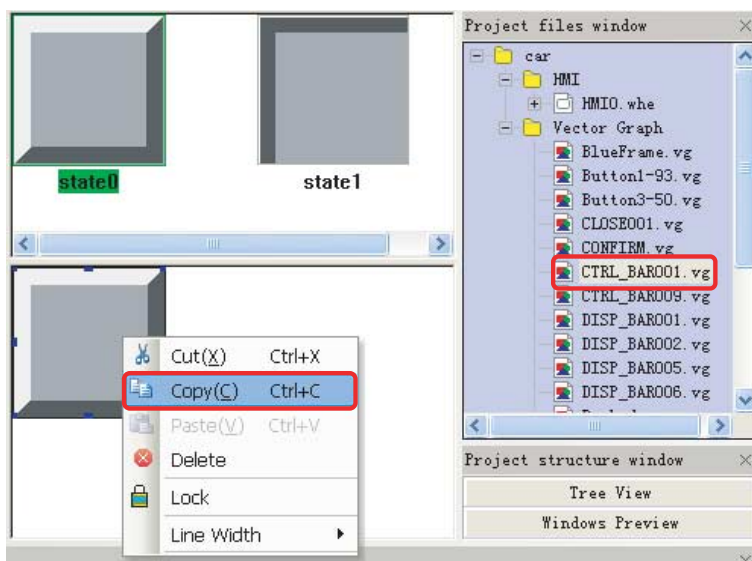 state0
state1
Cut(X) Ctrl+X
Copy(C) Ctrl+C
Paste(V) Ctrl+V
Delete
Lock
Line Width
Project files window
car
HMI
HMI0.whe
Vector Graph
BlueFrame.vg
Button1-93.vg
Button3-50.vg
CLOSE001.vg
CONFIRM.vg
CTRL_BAR001.vg
CTRL_BAR009.vg
DISP_BAR001.vg
DISP_BAR002.vg
DISP_BAR005.vg
DISP_BAR006.vg
Project structure window
Tree View
Windows Preview